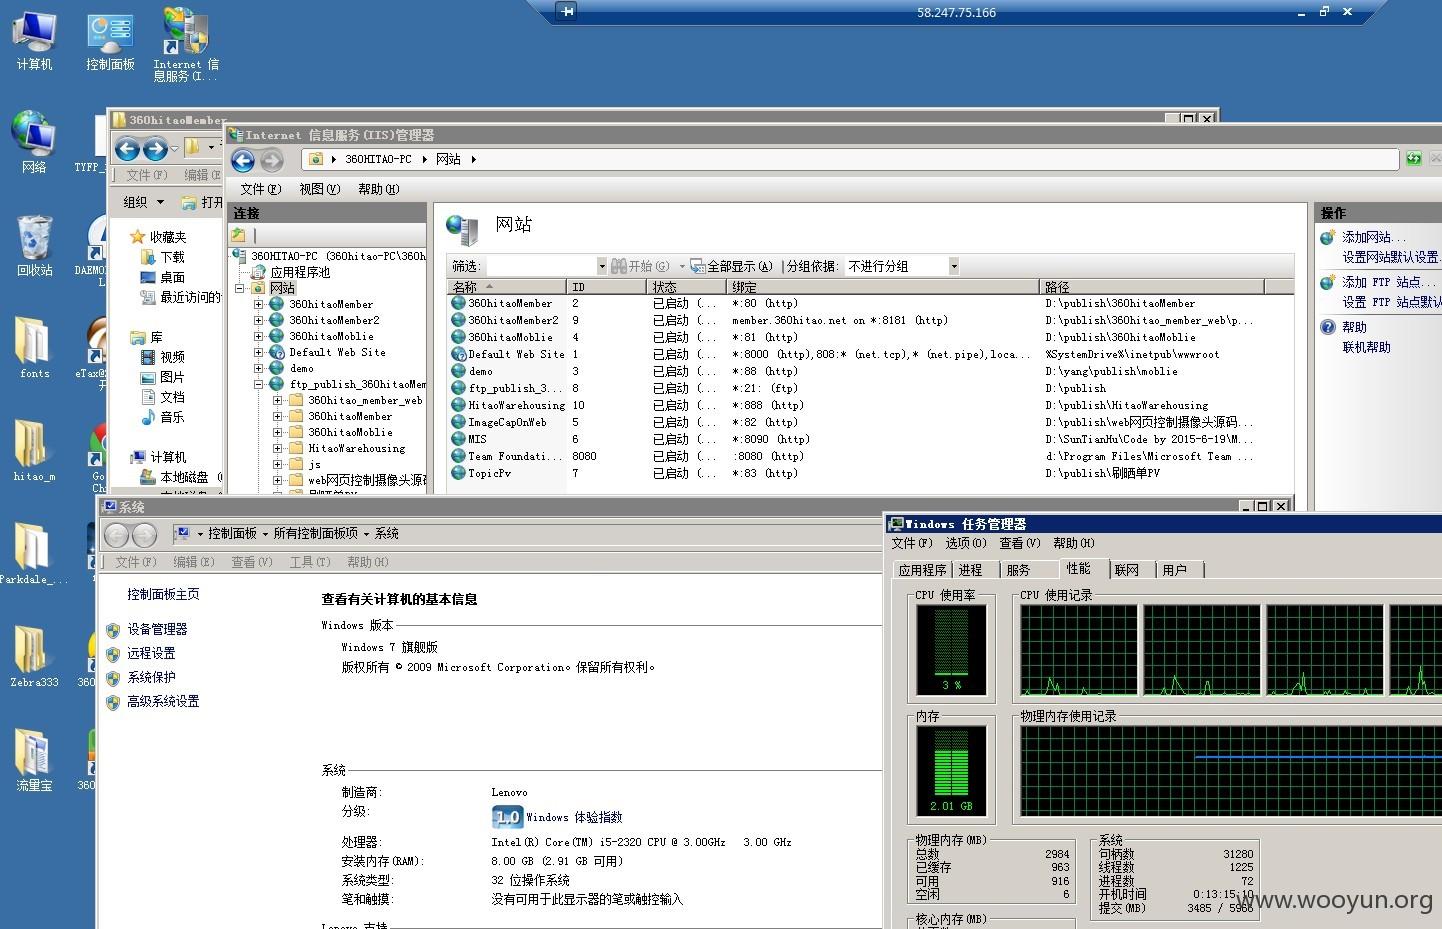 58.247.75.166
计算机
控制面板
Internet 信
息服务(I...
网络
TYFP_
回收站
DAEMO
L
fonts
eTax@
开
hitao_m
Go
Ch
Parkdale_...
Zebra333
360
流量宝
360
360hitaoMember
文件(F) 编辑(E
组织 打开
收藏夹
下载
桌面
最近访问的
库
视频
图片
文档
音乐
计算机
本地磁盘 (
Internet 信息服务(IIS)管理器
360HITAO-PC 网站
文件(F) 视图(V) 帮助(H)
连接
360HITAO-PC (360hitao-PC\360h
应用程序池
网站
360hitaoMember
360hitaoMember2
360hitaoMoblie
Default Web Site
demo
ftp_publish_360hitaoMem
360hitao_member_web
360hitaoMember
360hitaoMoblie
HitaoWarehousing
js
web网页控制摄像头源码
刷晒单PV
网站
筛选: 开始(G) 全部显示(A) 分组依据: 不进行分组
名称 ID 状态 绑定 路径
360hitaoMember 2 已启动 (... *:80 (http) D:\publish\360hitaoMember
360hitaoMember2 9 已启动 (... member.360hitao.net on *:8181 (http) D:\publish\360hitao_member_web\p...
360hitaoMoblie 4 已启动 (... *:81 (http) D:\publish\360hitaoMoblie
Default Web Site 1 已启动 (... *:8000 (http),808:* (net.tcp),* (net.pipe),loca... %SystemDrive%\inetpub\wwwroot
demo 3 已启动 (... *:88 (http) D:\yang\publish\moblie
ftp_publish_3... 8 已启动 (... *:21: (ftp) D:\publish
HitaoWarehousing 10 已启动 (... *:888 (http) D:\publish\HitaoWarehousing
ImageCapOnWeb 5 已启动 (... *:82 (http) D:\publish\web网页控制摄像头源码...
MIS 6 已启动 (... *:8090 (http) D:\SunTianHu\Code by 2015-6-19\M...
Team Foundati... 8080 已启动 (... :8080 (http) d:\Program Files\Microsoft Team ...
TopicPv 7 已启动 (... *:83 (http) D:\publish\刷晒单PV
操作
添加网站...
设置网站默认设置.
添加 FTP 站点...
设置 FTP 站点默认
帮助
联机帮助
系统
控制面板 所有控制面板项 系统
文件(F) 编辑(E) 查看(V) 工具(T) 帮助(H)
控制面板主页
设备管理器
远程设置
系统保护
高级系统设置
查看有关计算机的基本信息
Windows 版本
Windows 7 旗舰版
版权所有 © 2009 Microsoft Corporation。保留所有权利。
系统
制造商: Lenovo
分级: 1.0 Windows 体验指数
处理器: Intel(R) Core(TM) i5-2320 CPU @ 3.00GHz 3.00 GHz
安装内存(RAM): 8.00 GB (2.91 GB 可用)
系统类型: 32 位操作系统
笔和触摸: 没有可用于此显示器的笔或触控输入
Lenovo 支持
Windows 任务管理器
文件(F) 选项(O) 查看(V) 帮助(H)
应用程序 进程 服务 性能 联网 用户
CPU 使用率 CPU 使用记录
3 %
内存 物理内存使用记录
2.01 GB
物理内存(MB)
总数 2984
已缓存 963
可用 916
空闲 6
系统
句柄数 31280
线程数 1225
进程数 72
开机时间 0:13:15:10
提交(MB) 3485 / 5966
核心内存(MB)
www.wooyun.org